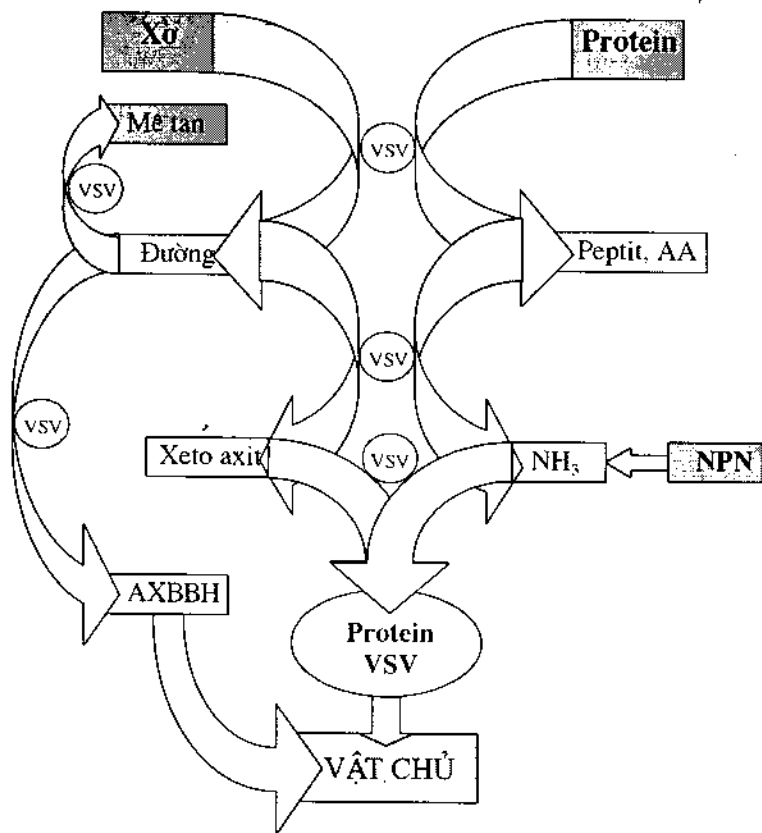 Xơ
Protein
Mê tan
VSV
VSV
Đường
Peptit, AA
VSV
VSV
Xeto axit
VSV
NH₃
NPN
AXBBH
Protein
VSV
VẬT CHỦ